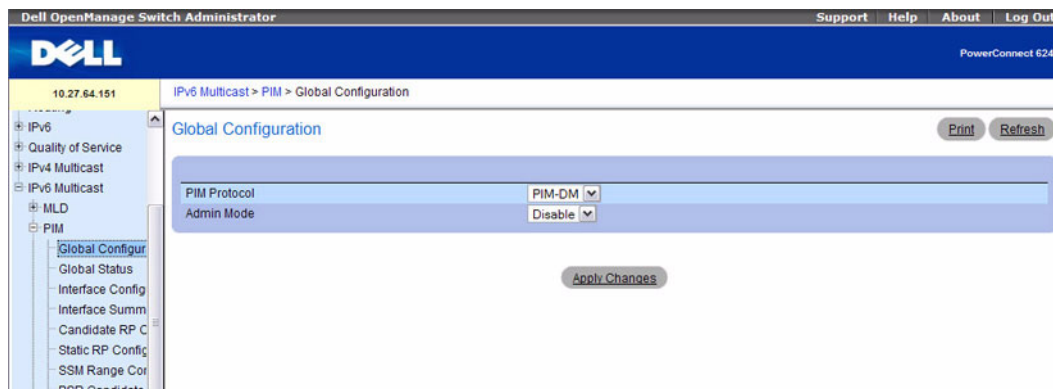 Dell OpenManage Switch Administrator
Support Help About Log Out
DELL
PowerConnect 624
10.27.64.151
IPv6 Multicast > PIM > Global Configuration
IPv6
Quality of Service
IPv4 Multicast
IPv6 Multicast
MLD
PIM
Global Configur
Global Status
Interface Config
Interface Summ
Candidate RP C
Static RP Config
SSM Range Con
Global Configuration
Print Refresh
PIM Protocol PIM-DM
Admin Mode Disable
Apply Changes